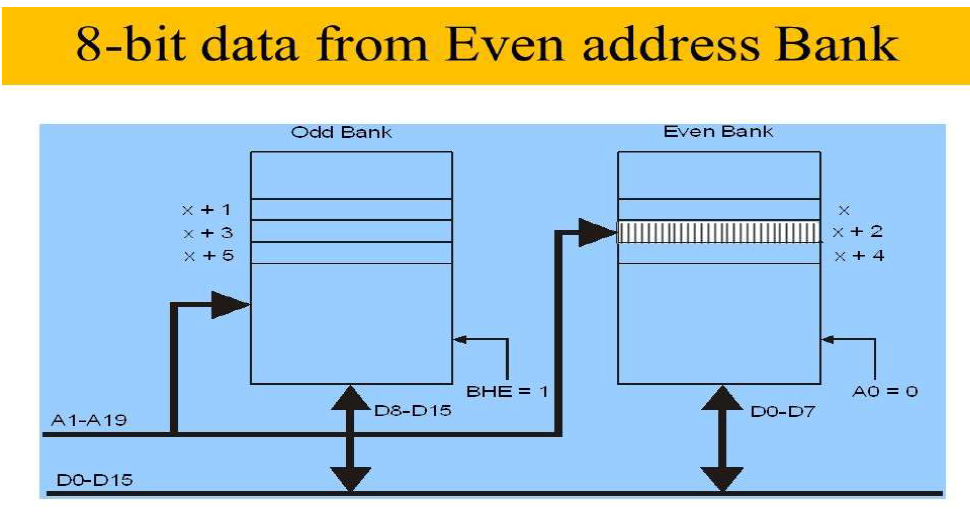 8-bit data from Even address Bank
Odd Bank
Even Bank
x + 1
x + 3
x + 5
x
x + 2
x + 4
BHE = 1
A0 = 0
D8-D15
D0-D7
A1-A19
D0-D15